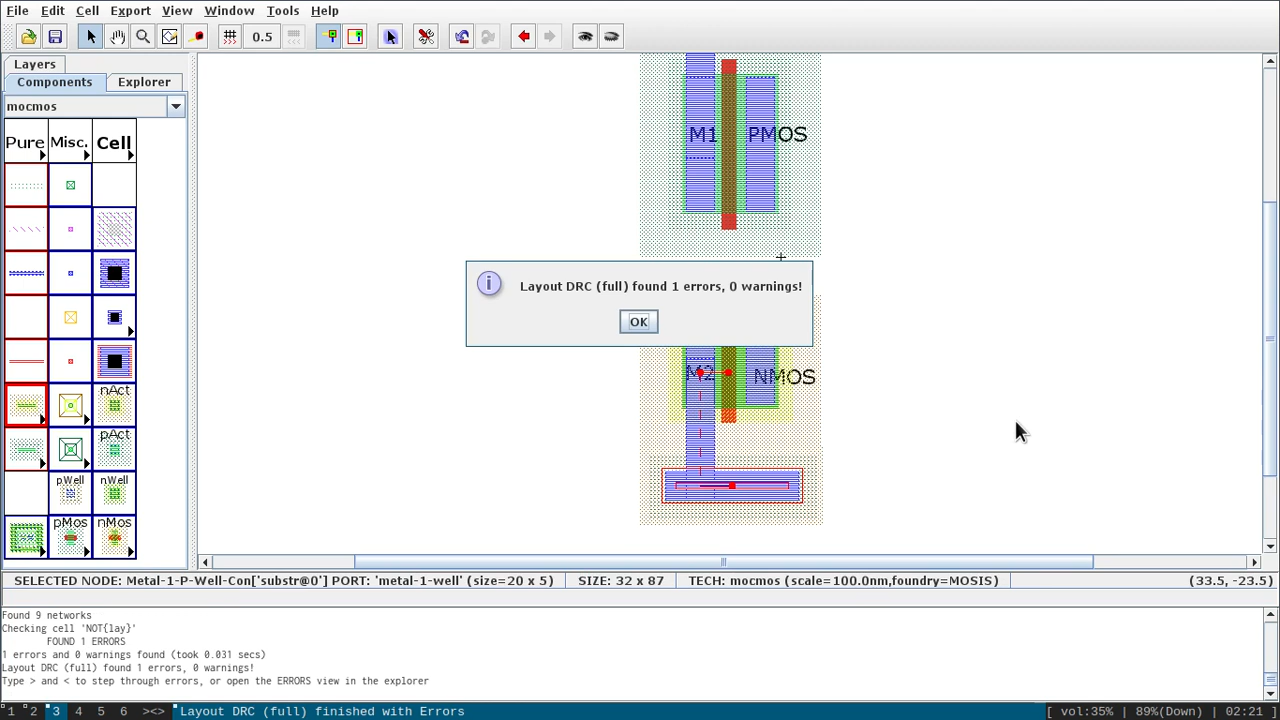 File Edit Cell Export View Window Tools Help
0.5
Layers
Components Explorer
mocmos
Pure Misc. Cell
nAct
pAct
pWell nWell
pMos nMos
M1 PMOS
Layout DRC (full) found 1 errors, 0 warnings!
OK
M2 NMOS
SELECTED NODE: Metal-1-P-Well-Con['substr@0'] PORT: 'metal-1-well' (size=20 x 5) SIZE: 32 x 87 TECH: mocmos (scale=100.0nm,foundry=MOSIS) (33.5, -23.5)
Found 9 networks
Checking cell 'NOT{lay}'
FOUND 1 ERRORS
1 errors and 0 warnings found (took 0.031 secs)
Layout DRC (full) found 1 errors, 0 warnings!
Type > and < to step through errors, or open the ERRORS view in the explorer
1 2 3 4 5 6 ><> Layout DRC (full) finished with Errors [ vol:35% | 89%(Down) | 02:21 ]